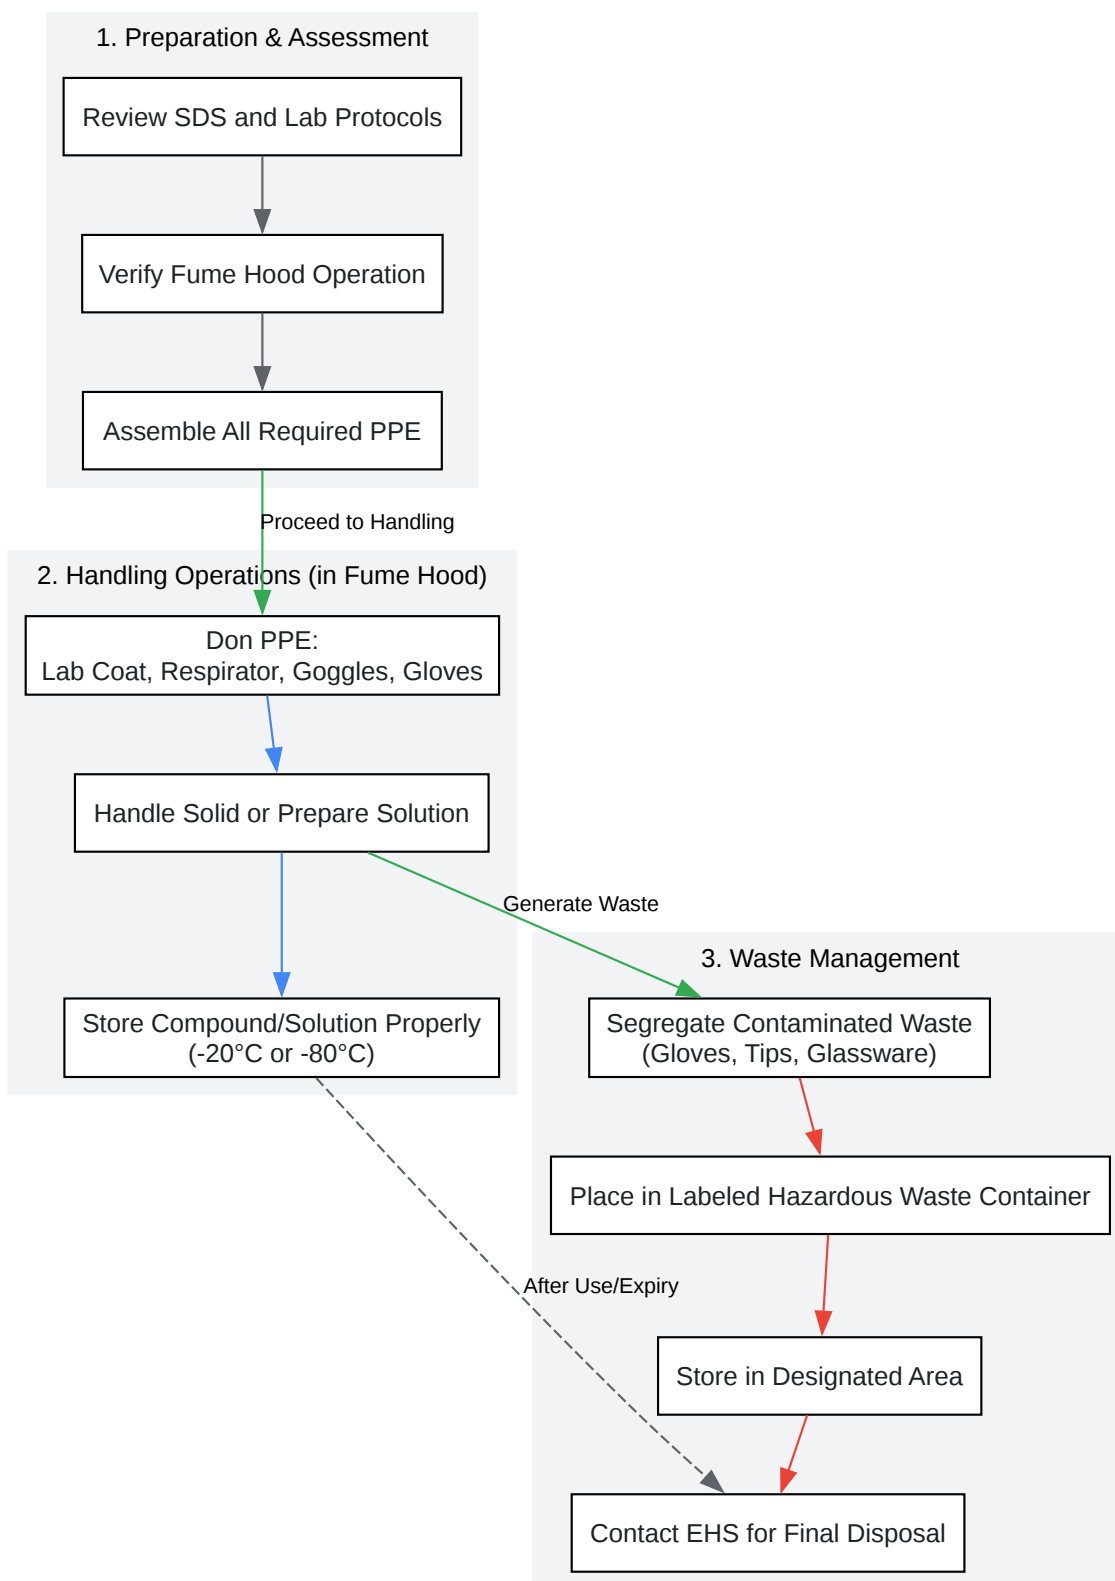 1. Preparation & Assessment
Review SDS and Lab Protocols
Verify Fume Hood Operation
Assemble All Required PPE
Proceed to Handling
2. Handling Operations (in Fume Hood)
Don PPE:
Lab Coat, Respirator, Goggles, Gloves
Handle Solid or Prepare Solution
Generate Waste
Store Compound/Solution Properly
(-20°C or -80°C)
3. Waste Management
Segregate Contaminated Waste
(Gloves, Tips, Glassware)
Place in Labeled Hazardous Waste Container
After Use/Expiry
Store in Designated Area
Contact EHS for Final Disposal